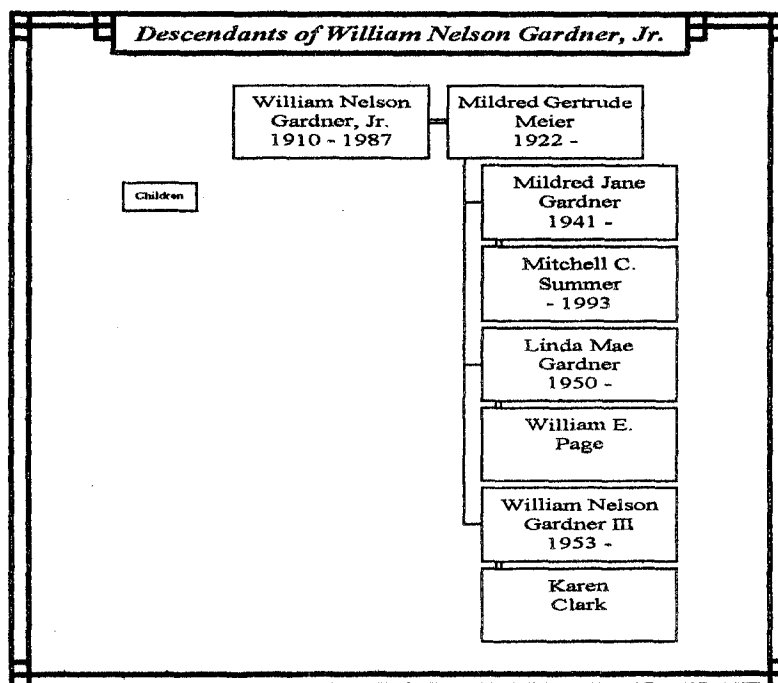 Descendants of William Nelson Gardner, Jr.
William Nelson
Gardner, Jr.
1910 - 1987
Mildred Gertrude
Meier
1922 -
Children
Mildred Jane
Gardner
1941 -
Mitchell C.
Summer
- 1993
Linda Mae
Gardner
1950 -
William E.
Page
William Nelson
Gardner III
1953 -
Karen
Clark